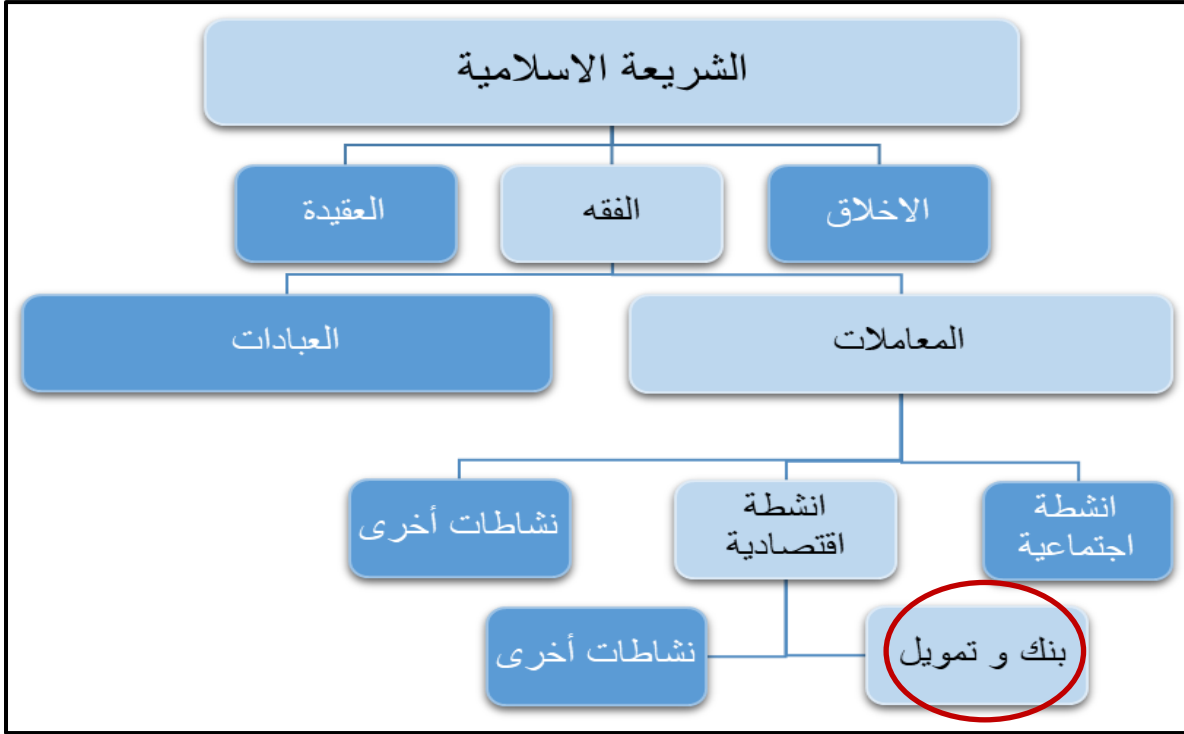 الشريعة الاسلامية
الاخلاق
الفقه
العقيدة
المعاملات
العبادات
انشطة
اجتماعية
انشطة
اقتصادية
نشاطات أخرى
بنك و تمويل
نشاطات أخرى